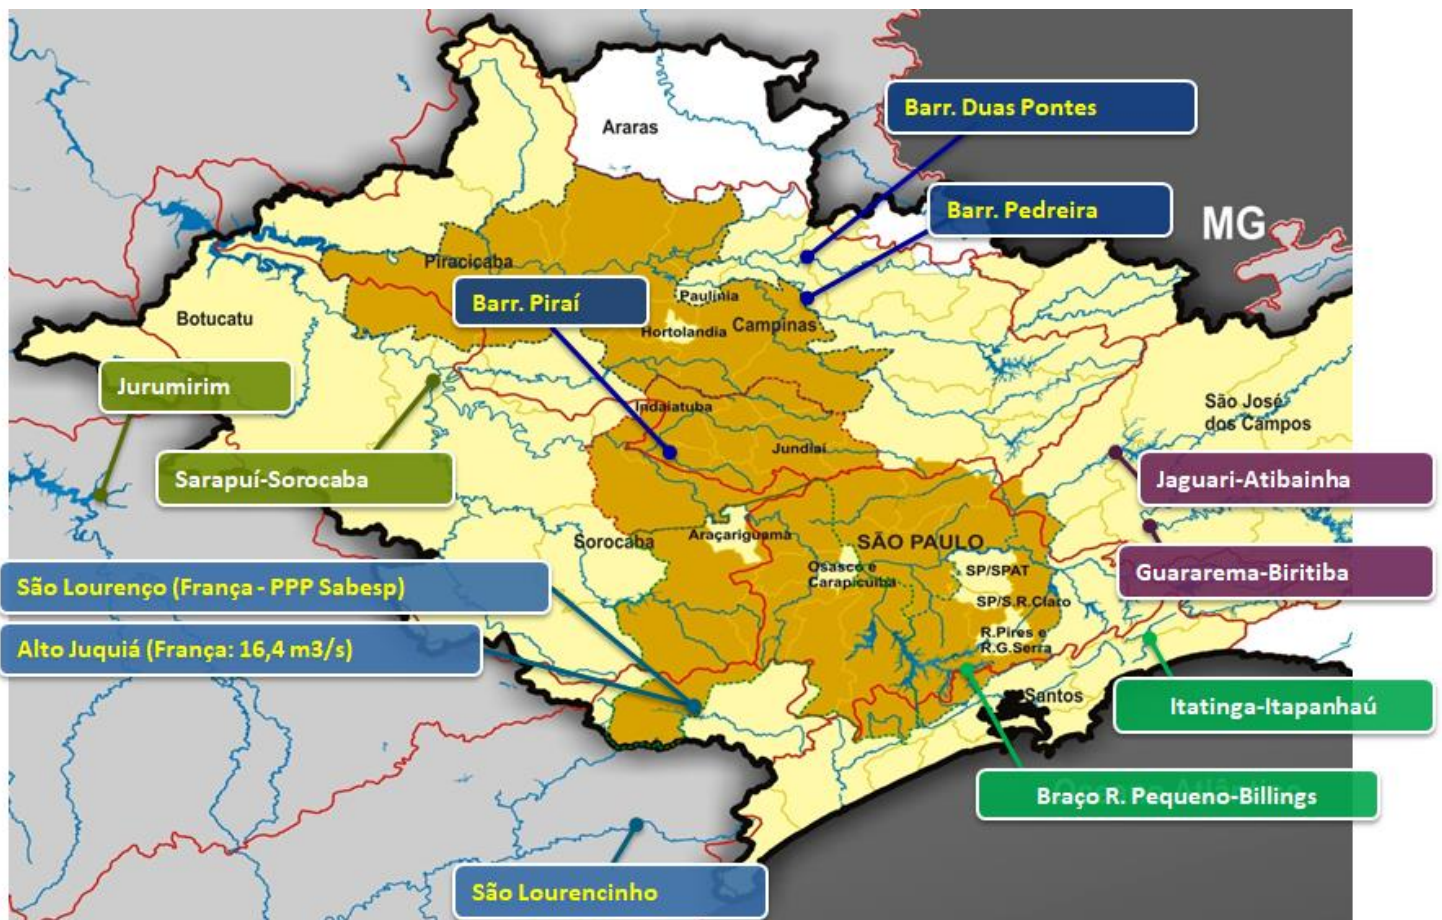 Barr. Duas Pontes
Araras
Barr. Pedreira
MG
Piracicaba
Barr. Piraí
Paulínia
Botucatu
Hortolandia
Campinas
Jurumirim
Indaiatuba
São José
dos Campos
Jundiaí
Sarapuí-Sorocaba
Jaguari-Atibainha
Sorocaba
Araçariguamã
SÃO PAULO
Osasco e
Carapicuiba
SP/SPAT
Guararema-Biritiba
São Lourenço (França - PPP Sabesp)
SP/S.R.Claro
R.Pires e
R.G.Serra
Alto Juquiá (França: 16,4 m3/s)
Santos
Itatinga-Itapanhaú
Braço R. Pequeno-Billings
São Lourencinho